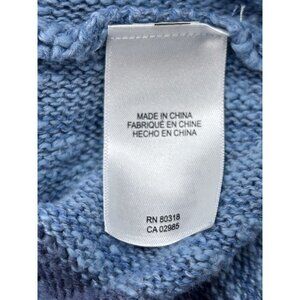 MADE IN CHINA
FABRIQUÉ EN CHINE
HECHO EN CHINA
RN 80318
CA 02985